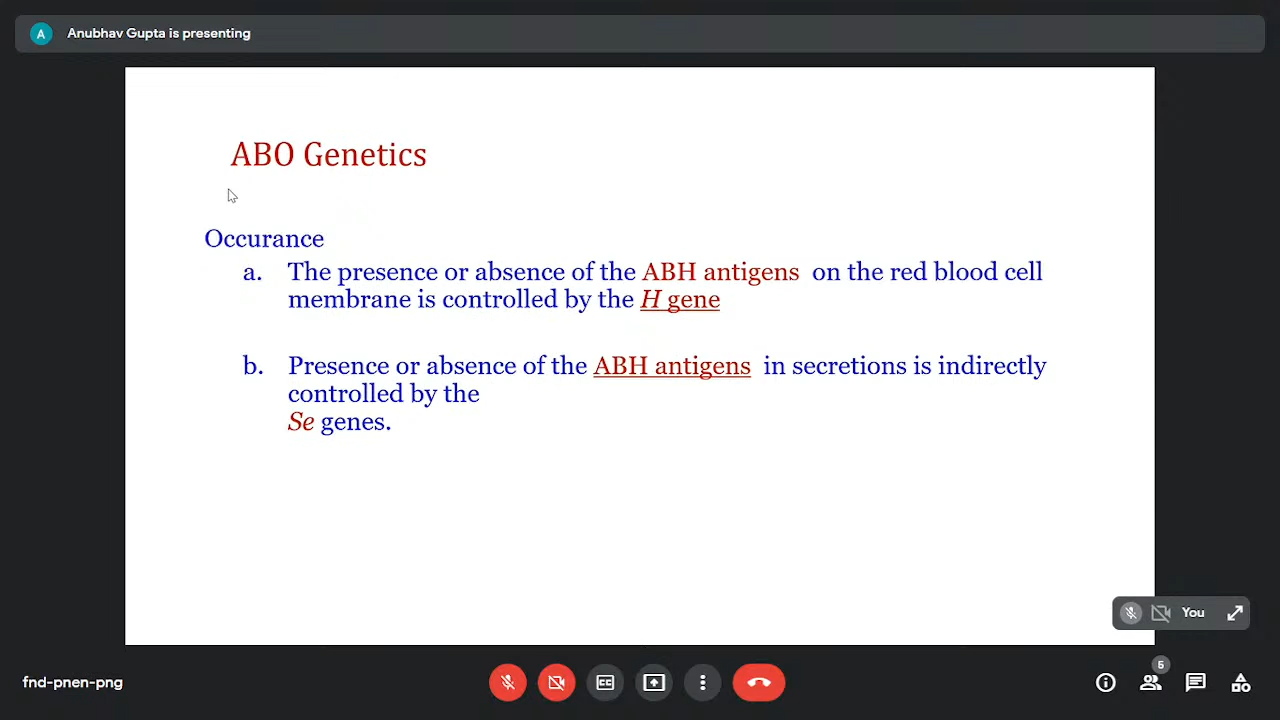 A Anubhav Gupta is presenting
ABO Genetics
Occurance
a. The presence or absence of the ABH antigens on the red blood cell
membrane is controlled by the H gene
b. Presence or absence of the ABH antigens in secretions is indirectly
controlled by the
Se genes.
You
5
fnd-pnen-png
CC